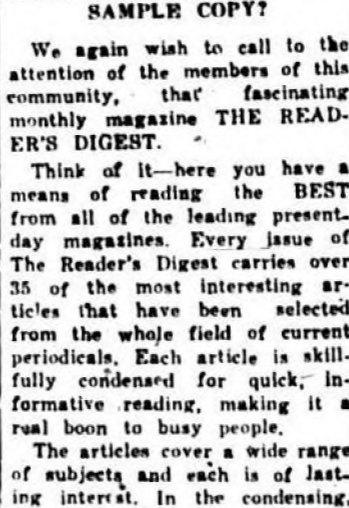 SAMPLE COPY?
We again wish to call to the
attention of the members of this
community, that fascinating
monthly magazine THE READ-
ER'S DIGEST.
Think of it—here you have a
means of reading the BEST
from all of the leading present-
day magazines. Every issue of
The Reader's Digest carries over
35 of the most interesting ar-
ticles that have been selected
from the whole field of current
periodicals. Each article is skill-
fully condensed for quick, in-
formative reading, making it a
real boon to busy people.
The articles cover a wide range
of subjects and each is of last-
ing interest. In the condensing,